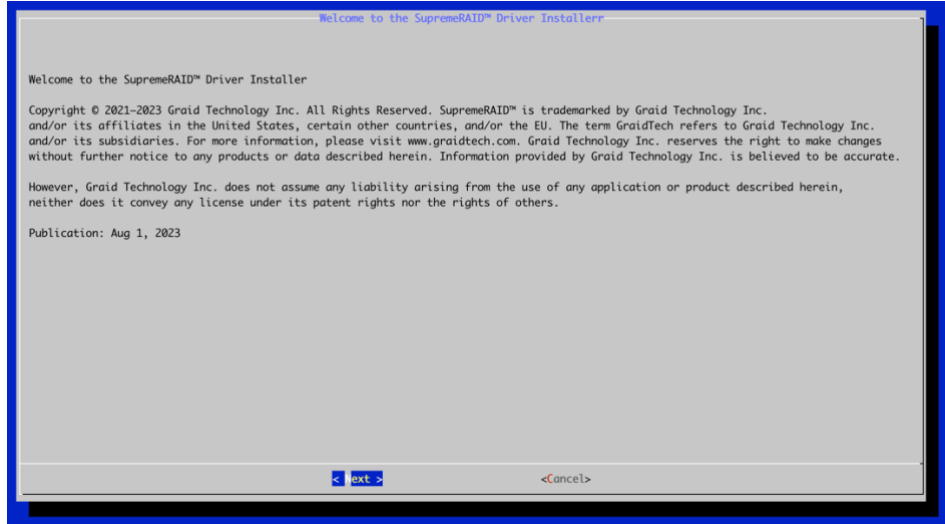 Welcome to the SupremeRAID™ Driver Installerr
Welcome to the SupremeRAID™ Driver Installer
Copyright © 2021–2023 Graid Technology Inc. All Rights Reserved. SupremeRAID™ is trademarked by Graid Technology Inc.
and/or its affiliates in the United States, certain other countries, and/or the EU. The term GraidTech refers to Graid Technology Inc.
and/or its subsidiaries. For more information, please visit www.graidtech.com. Graid Technology Inc. reserves the right to make changes
without further notice to any products or data described herein. Information provided by Graid Technology Inc. is believed to be accurate.
However, Graid Technology Inc. does not assume any liability arising from the use of any application or product described herein,
neither does it convey any license under its patent rights nor the rights of others.
Publication: Aug 1, 2023
< Next > <Cancel>